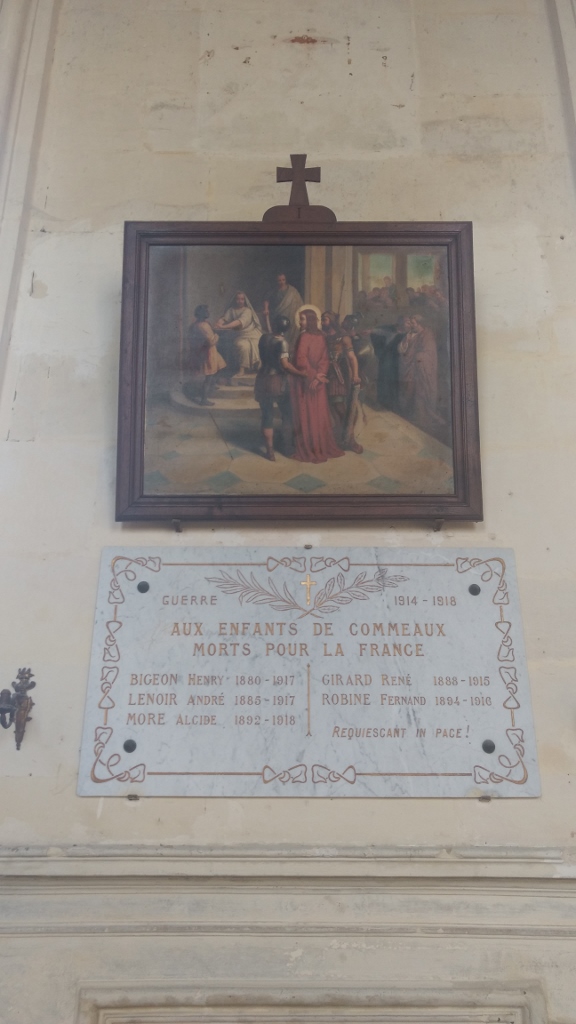 I
GUERRE 1914-1918
AUX ENFANTS DE COMMEAUX
MORTS POUR LA FRANCE
BIGEON HENRY 1880-1917
LENOIR ANDRÉ 1885-1917
MORE ALCIDE 1892-1918
GIRARD RENÉ 1888-1915
ROBINE FERNAND 1894-1916
REQUIESCANT IN PACE!